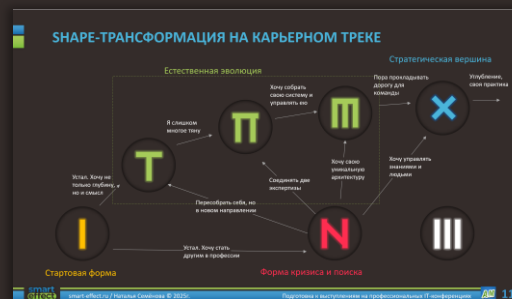 SHAPE-ТРАНСФОРМАЦИЯ НА КАРЬЕРНОМ ТРЕКЕ
Стратегическая вершина
Естественная эволюция
Хочу собрать
свою систему и
управлять ею
Пора прокладывать
дорогу для
команды
Углубление,
своя практика
Я слишком
многое тяну
П
Ш
X
Т
Устал. Хочу не
только глубину,
но и смысл
Соединить две
экспертизы
Хочу свою
уникальную
архитектуру
Хочу управлять
знаниями и
людьми
Пересобрать себя, но
в новом направлении
I
N
III
Устал. Хочу стать
другим в профессии
Стартовая форма
Форма кризиса и поиска
smart
effect
smart-effect.ru / Наталья Семёнова © 2025г.
Подготовка к выступлениям на профессиональных IT-конференциях
11